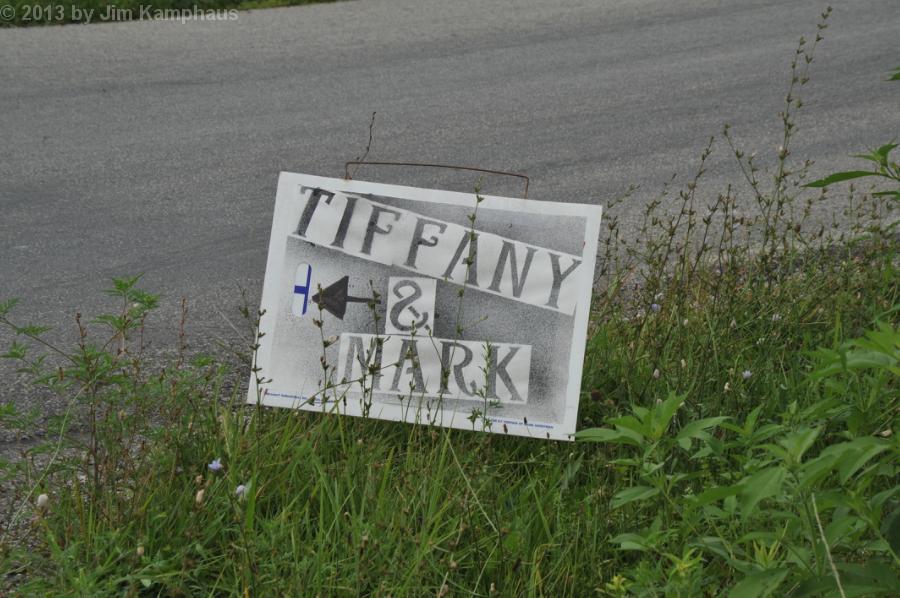 © 2013 by Jim Kamphaus
TIFFANY
&
MARK